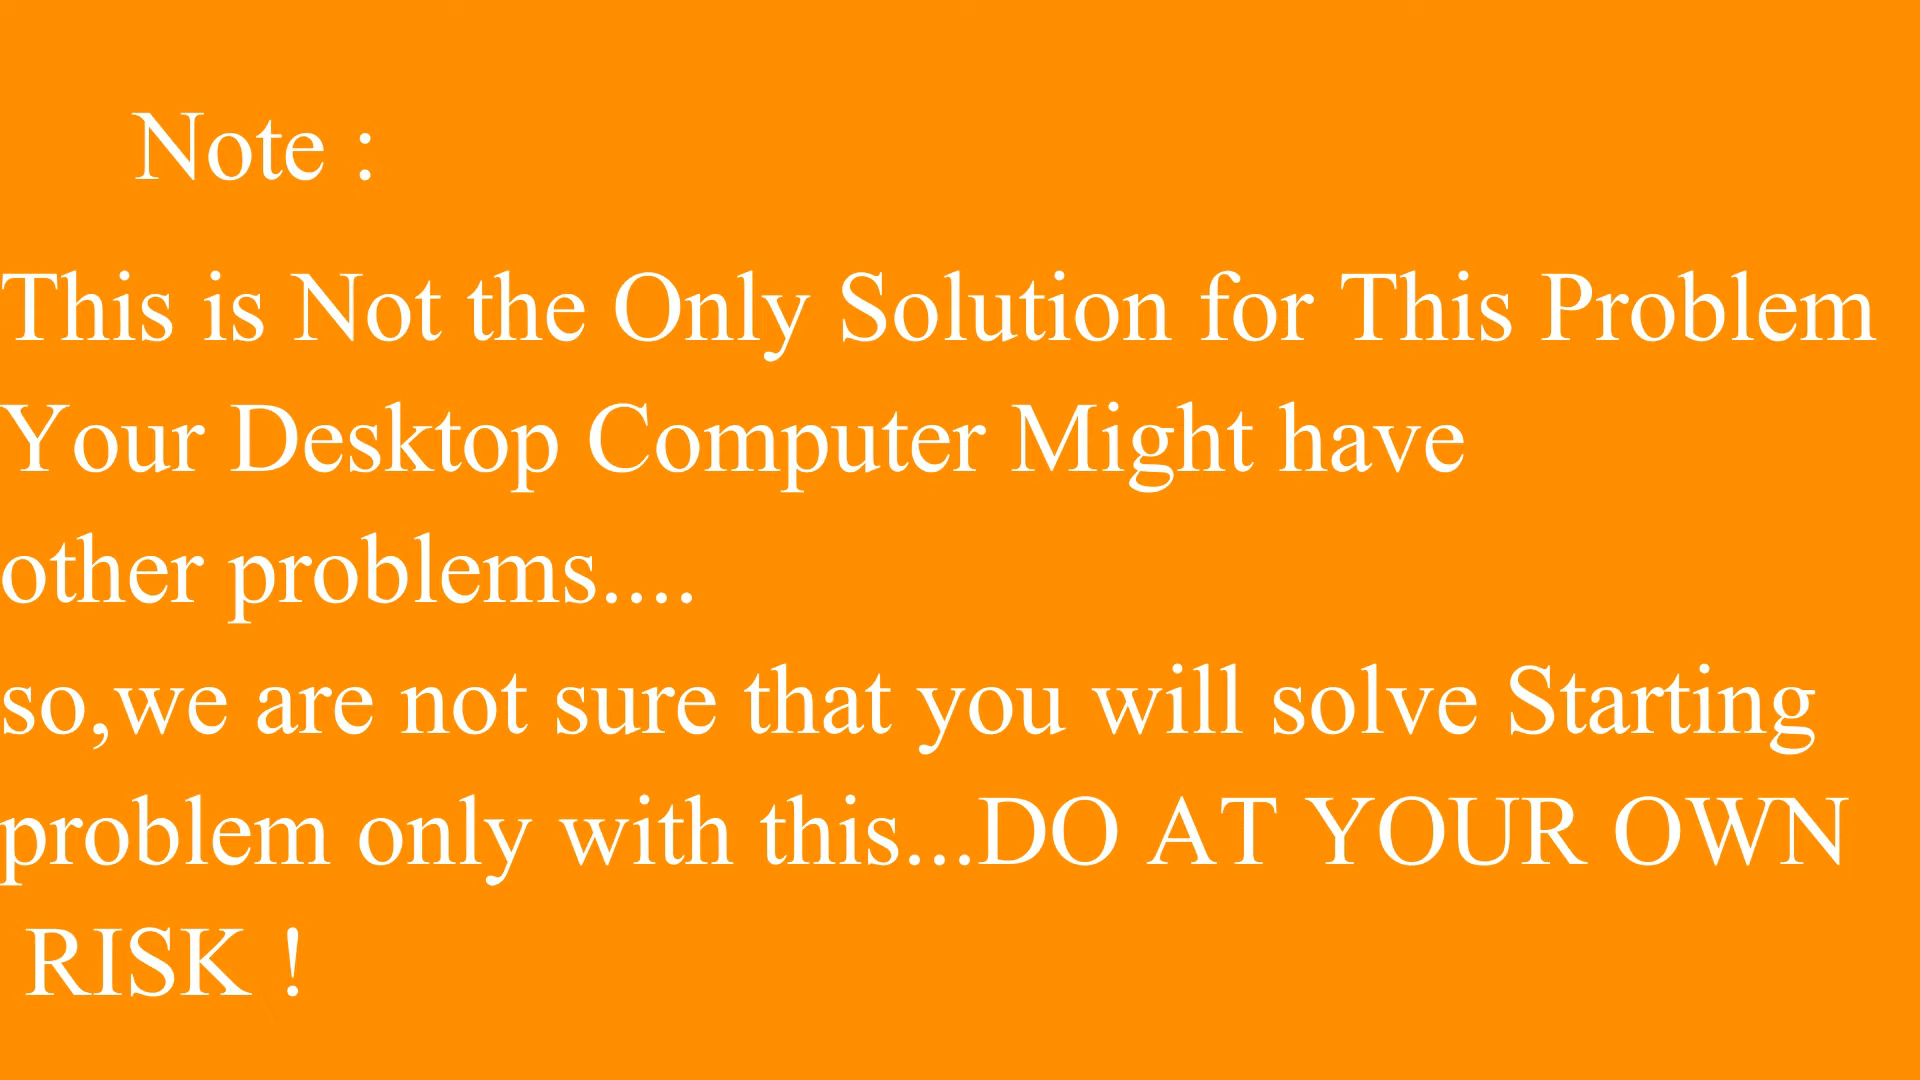 Note :
This is Not the Only Solution for This Problem
Your Desktop Computer Might have
other problems....
so,we are not sure that you will solve Starting
problem only with this...DO AT YOUR OWN
RISK !